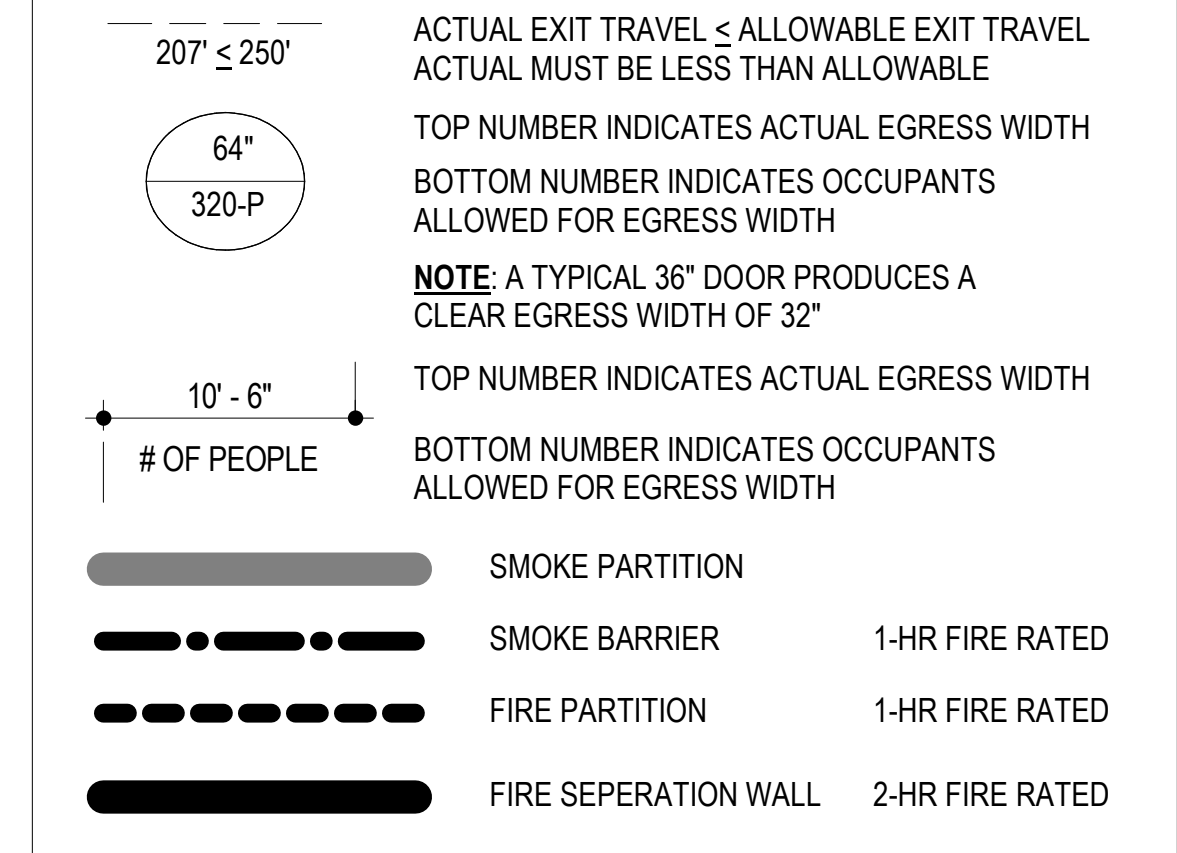 207' ≤ 250'
ACTUAL EXIT TRAVEL ≤ ALLOWABLE EXIT TRAVEL
ACTUAL MUST BE LESS THAN ALLOWABLE
64"
320-P
TOP NUMBER INDICATES ACTUAL EGRESS WIDTH
BOTTOM NUMBER INDICATES OCCUPANTS
ALLOWED FOR EGRESS WIDTH
NOTE: A TYPICAL 36" DOOR PRODUCES A
CLEAR EGRESS WIDTH OF 32"
10' - 6"
# OF PEOPLE
TOP NUMBER INDICATES ACTUAL EGRESS WIDTH
BOTTOM NUMBER INDICATES OCCUPANTS
ALLOWED FOR EGRESS WIDTH
SMOKE PARTITION
SMOKE BARRIER 1-HR FIRE RATED
FIRE PARTITION 1-HR FIRE RATED
FIRE SEPERATION WALL 2-HR FIRE RATED